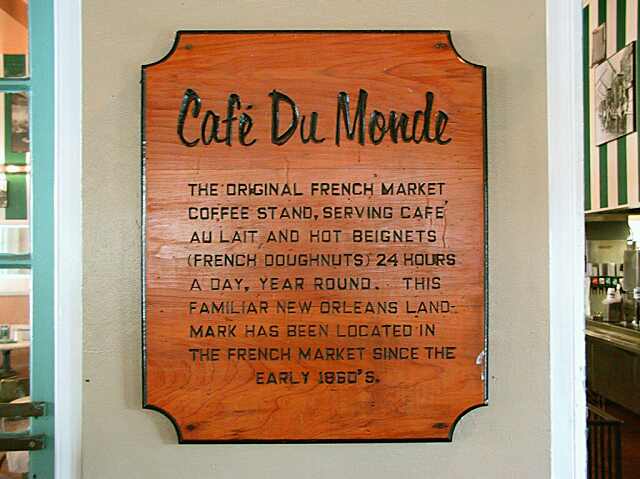 Café Du Monde
THE ORIGINAL FRENCH MARKET
COFFEE STAND, SERVING CAFÉ
AU LAIT AND HOT BEIGNETS
(FRENCH DOUGHNUTS) 24 HOURS
A DAY, YEAR ROUND. THIS
FAMILIAR NEW ORLEANS LAND-
MARK HAS BEEN LOCATED IN
THE FRENCH MARKET SINCE THE
EARLY 1860'S.